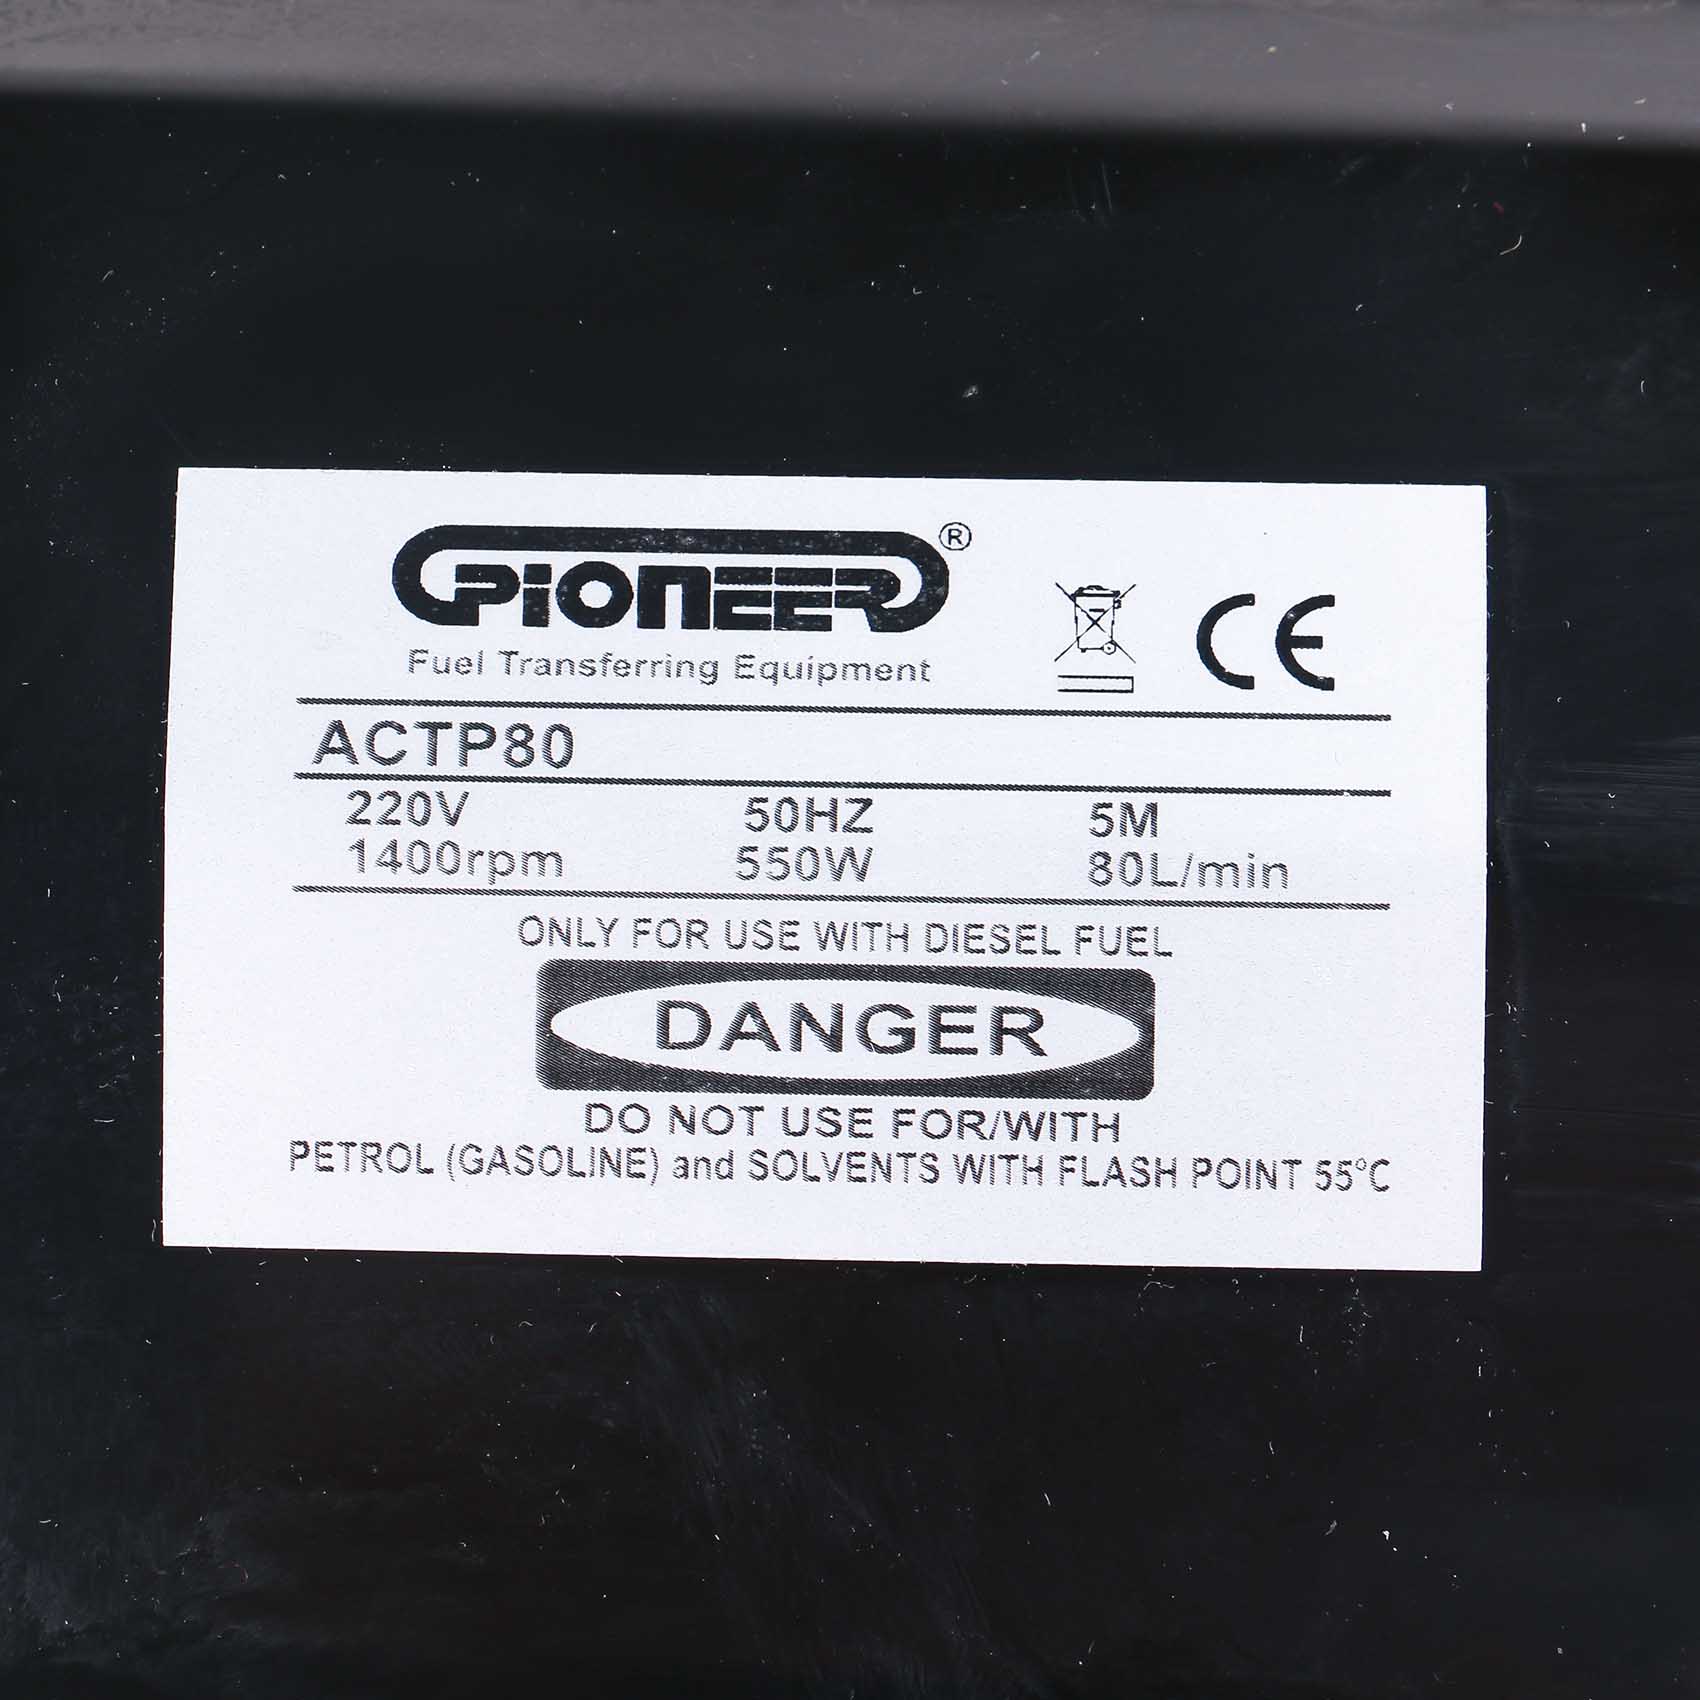 PIONEER®
Fuel Transferring Equipment
CE
ACTP80
220V 50HZ 5M
1400rpm 550W 80L/min
ONLY FOR USE WITH DIESEL FUEL
DANGER
DO NOT USE FOR/WITH
PETROL (GASOLINE) and SOLVENTS WITH FLASH POINT 55°C